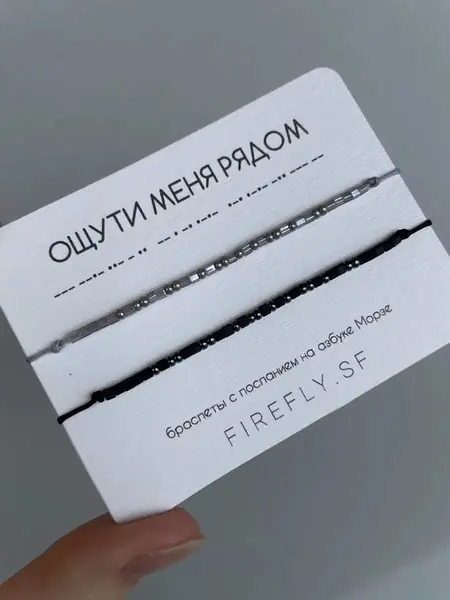 ОЩУТИ МЕНЯ РЯДОМ
браслеты с посланием на азбуке Морзе
FIREFLY.SF